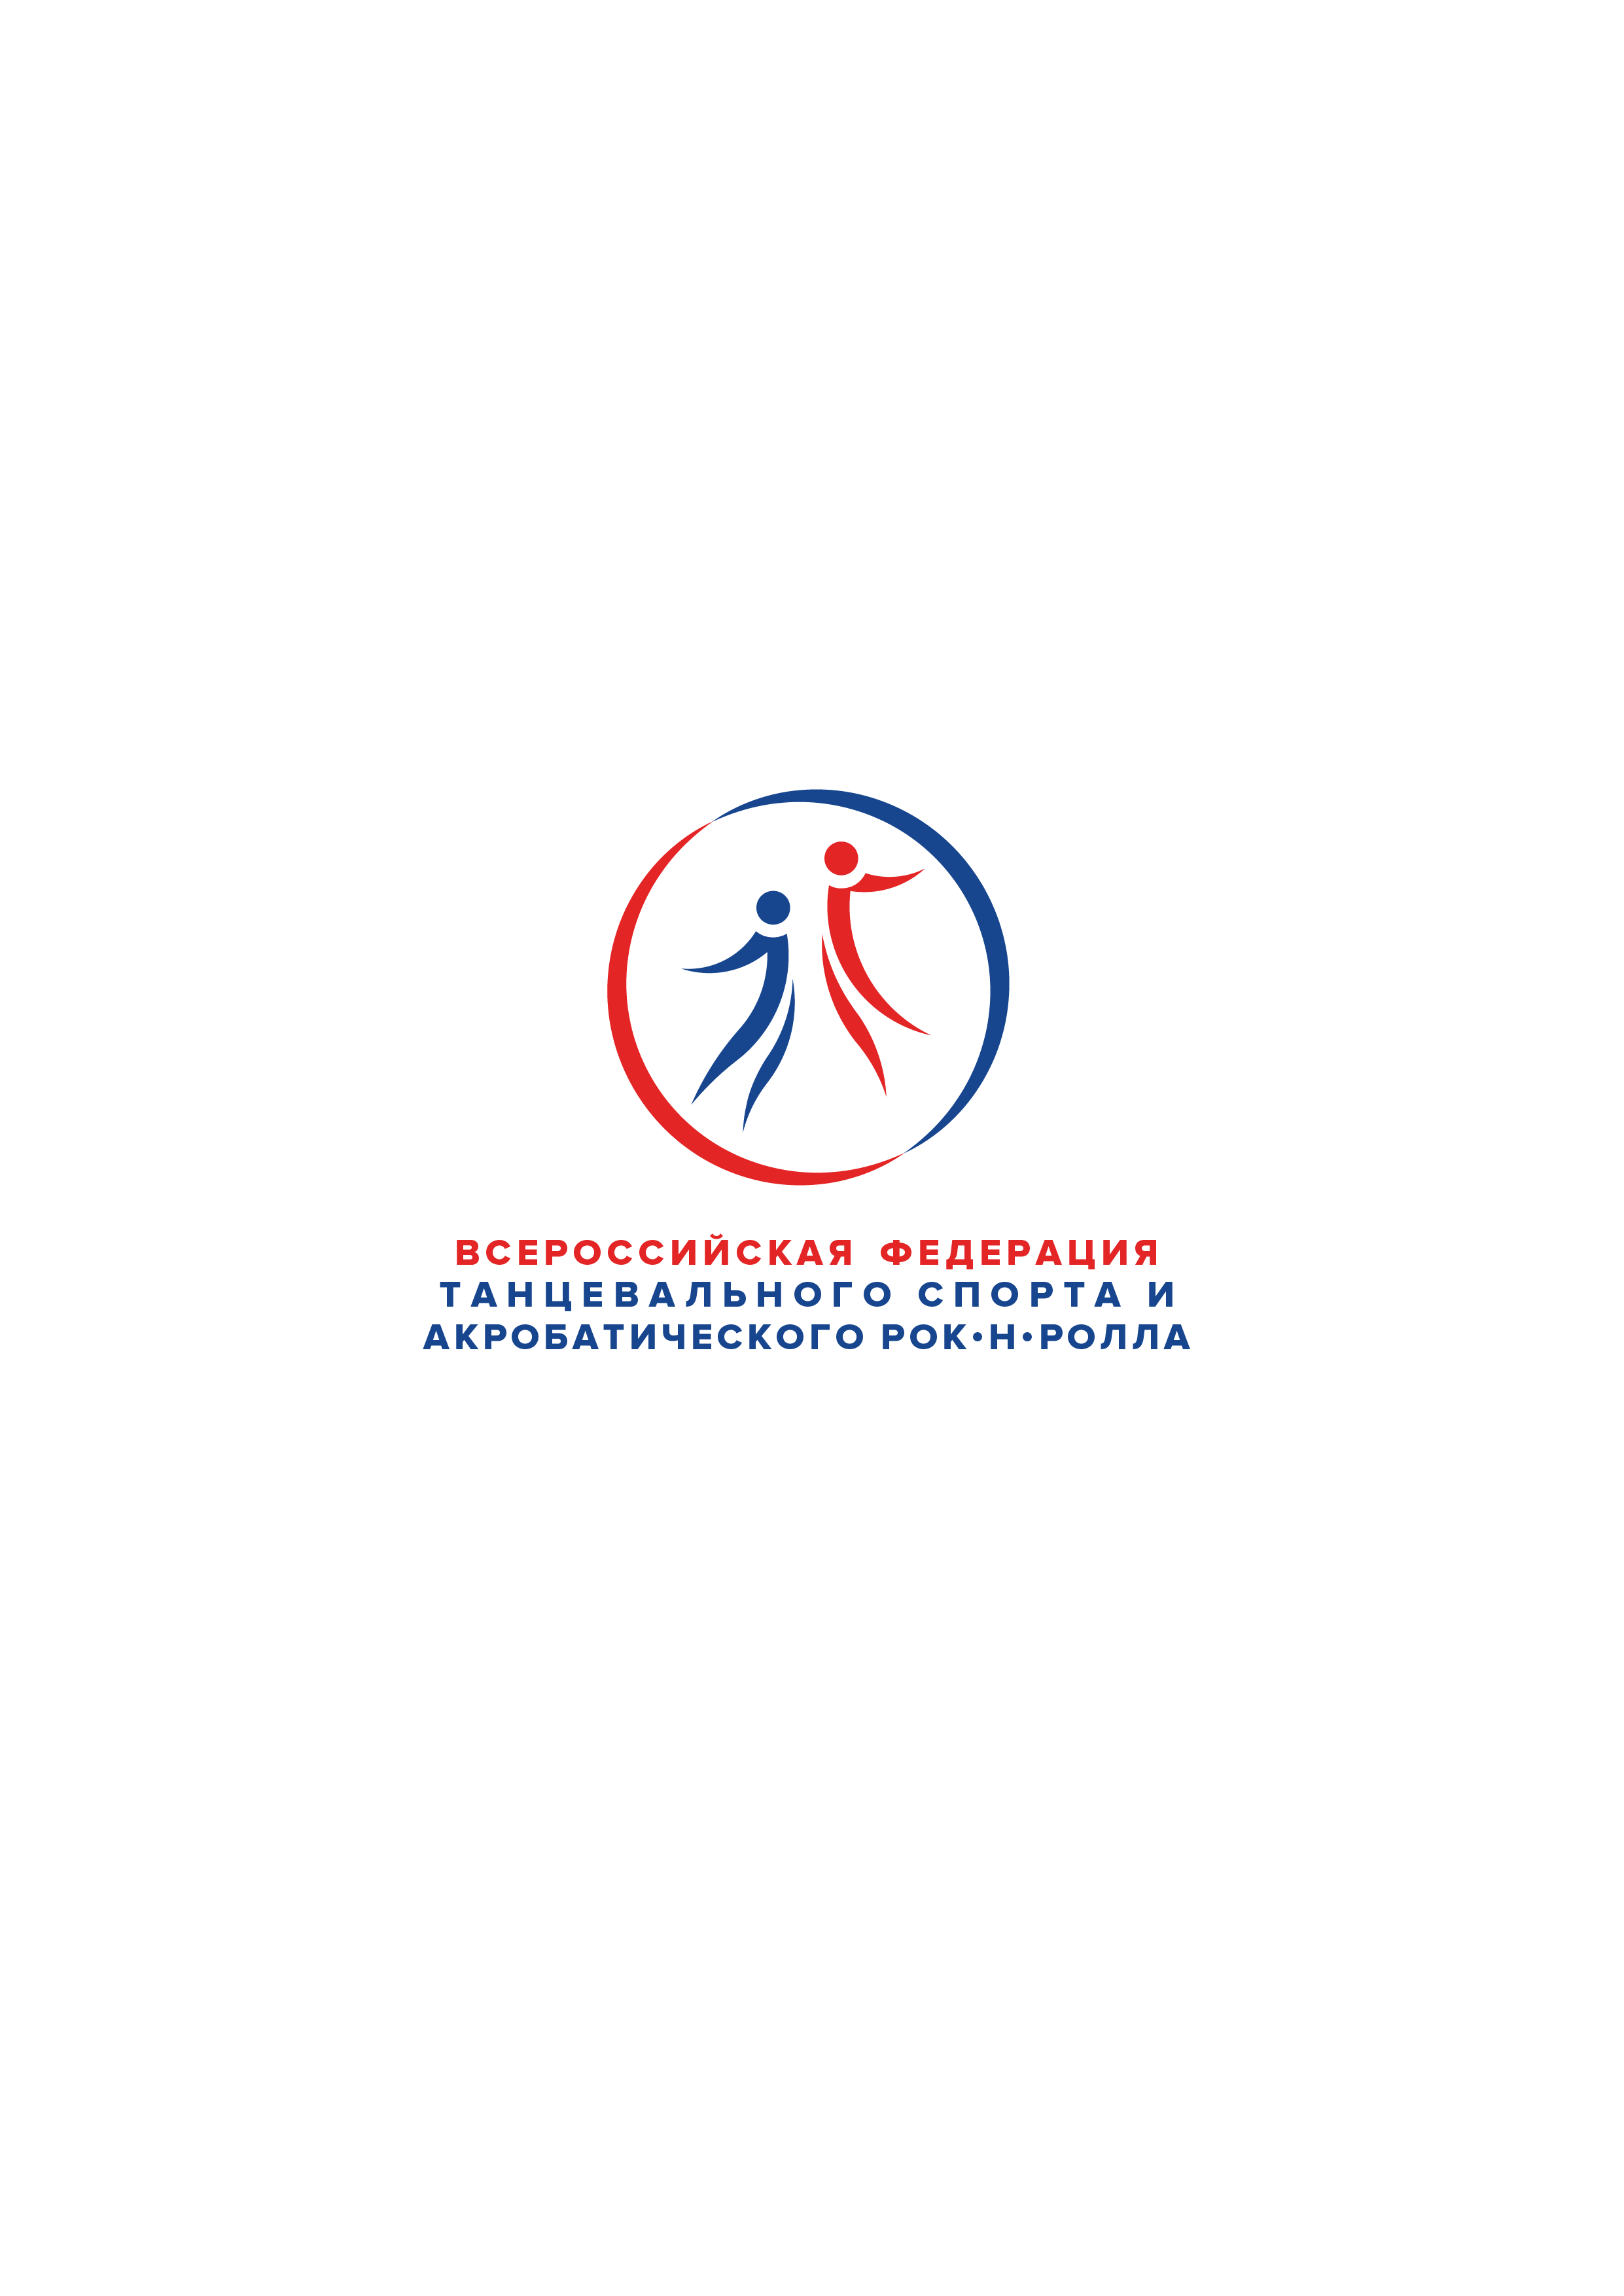 ВСЕРОССИЙСКАЯ ФЕДЕРАЦИЯ
ТАНЦЕВАЛЬНОГО СПОРТА И
АКРОБАТИЧЕСКОГО РОК•Н•РОЛЛА